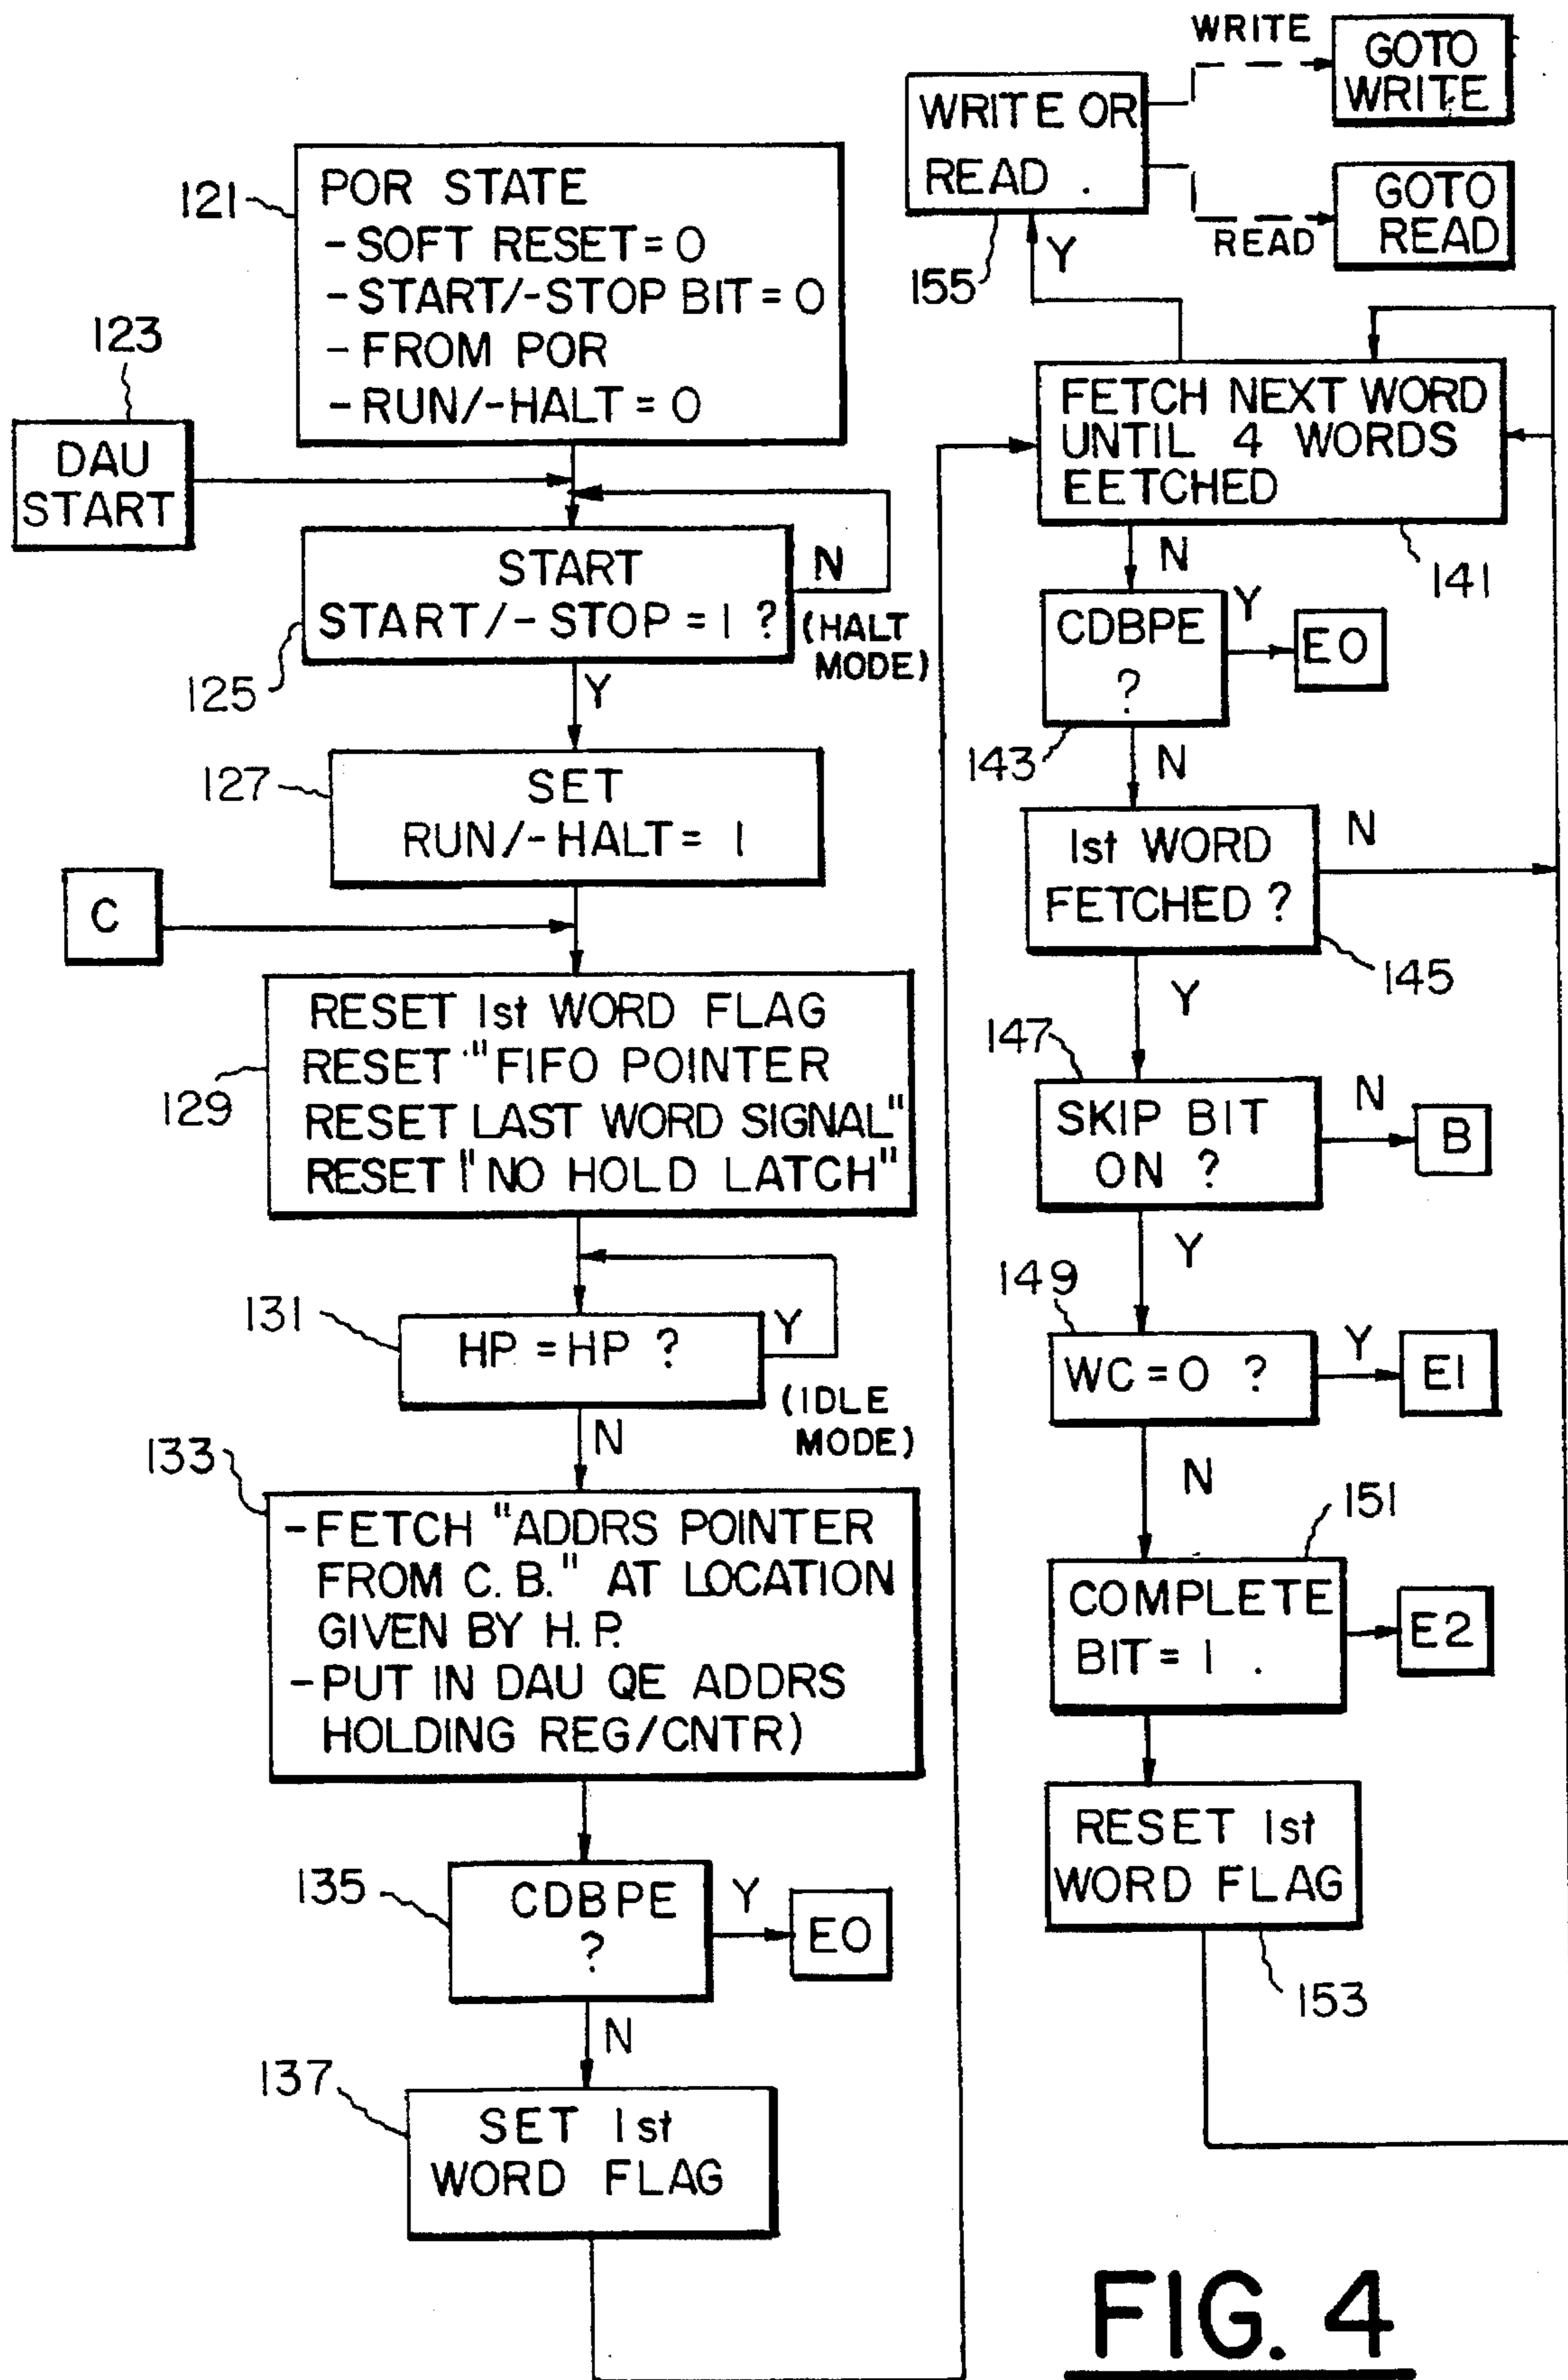 121
POR STATE
- SOFT RESET = 0
- START/-STOP BIT = 0
- FROM POR
- RUN/-HALT = 0
123
DAU
START
START
START/-STOP = 1 ?
N
(HALT
MODE)
125
Y
127
SET
RUN/-HALT = 1
C
129
RESET 1st WORD FLAG
RESET "FIFO POINTER
RESET LAST WORD SIGNAL"
RESET "NO HOLD LATCH"
131
HP = HP ?
Y
(IDLE
MODE)
N
133
- FETCH "ADDRS POINTER
FROM C. B." AT LOCATION
GIVEN BY H. P.
- PUT IN DAU QE ADDRS
HOLDING REG/CNTR)
135
CDBPE
?
Y
E0
N
137
SET 1st
WORD FLAG
WRITE
GOTO
WRITE
WRITE OR
READ .
GOTO
READ
READ
155
Y
FETCH NEXT WORD
UNTIL 4 WORDS
EETCHED
141
N
CDBPE
?
Y
E0
143
N
1st WORD
FETCHED ?
N
145
Y
147
SKIP BIT
ON ?
N
B
Y
149
WC = 0 ?
Y
E1
N
151
COMPLETE
BIT = 1 .
E2
RESET 1st
WORD FLAG
153
FIG. 4